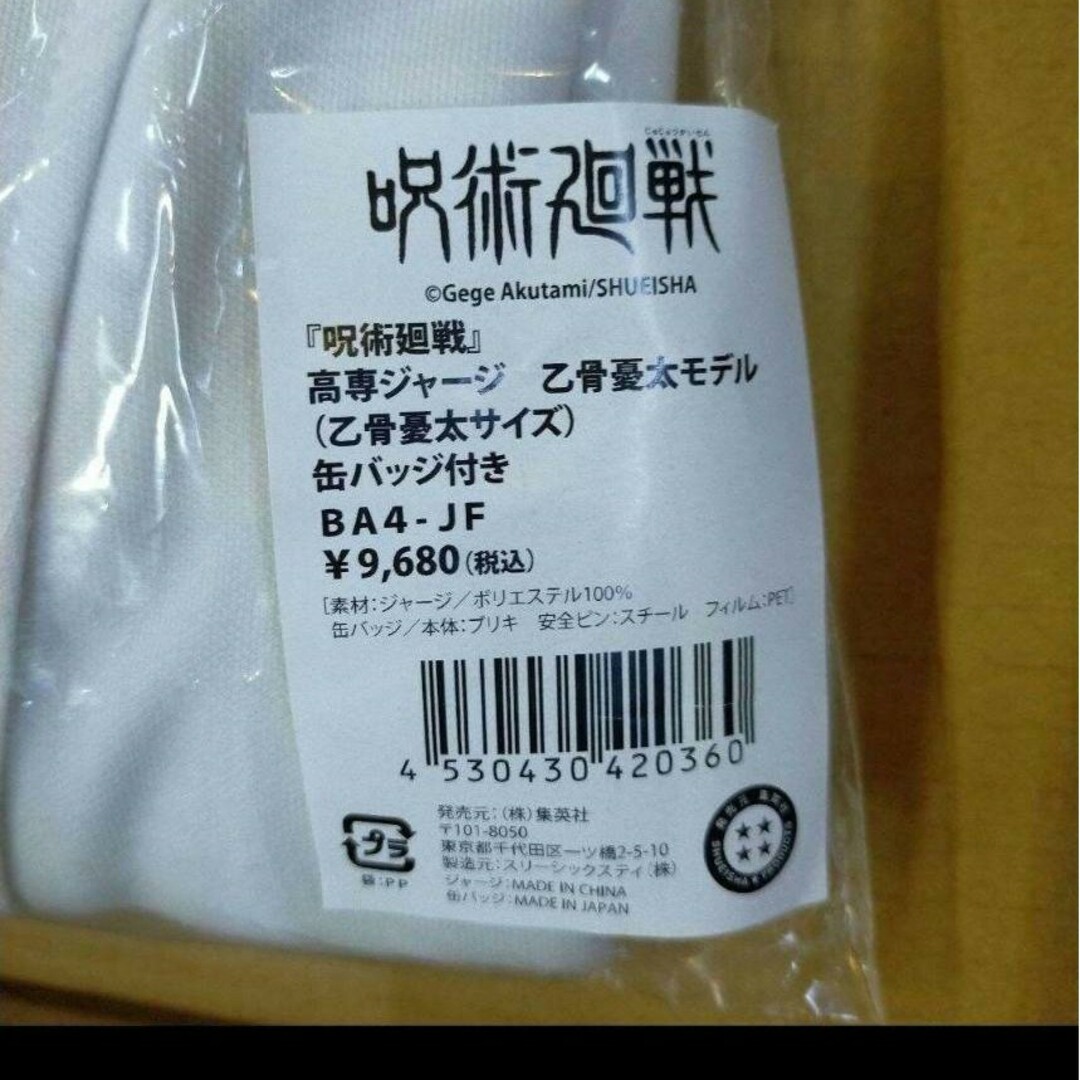 じゅじゅつかいせん
呪術廻戦
©Gege Akutami/SHUEISHA
『呪術廻戦』
高専ジャージ 乙骨憂太モデル
(乙骨憂太サイズ)
缶バッジ付き
BA4-JF
¥9,680(税込)
[素材:ジャージ/ポリエステル100%
缶バッジ/本体:ブリキ 安全ピン:スチール フィルム:PET]
4 530430 420360
プラ
袋:PP
発売元:(株)集英社
〒101-8050
東京都千代田区一ツ橋2-5-10
製造元:スリーシックスティ(株)
ジャージ:MADE IN CHINA
缶バッジ:MADE IN JAPAN
SHUEISHA